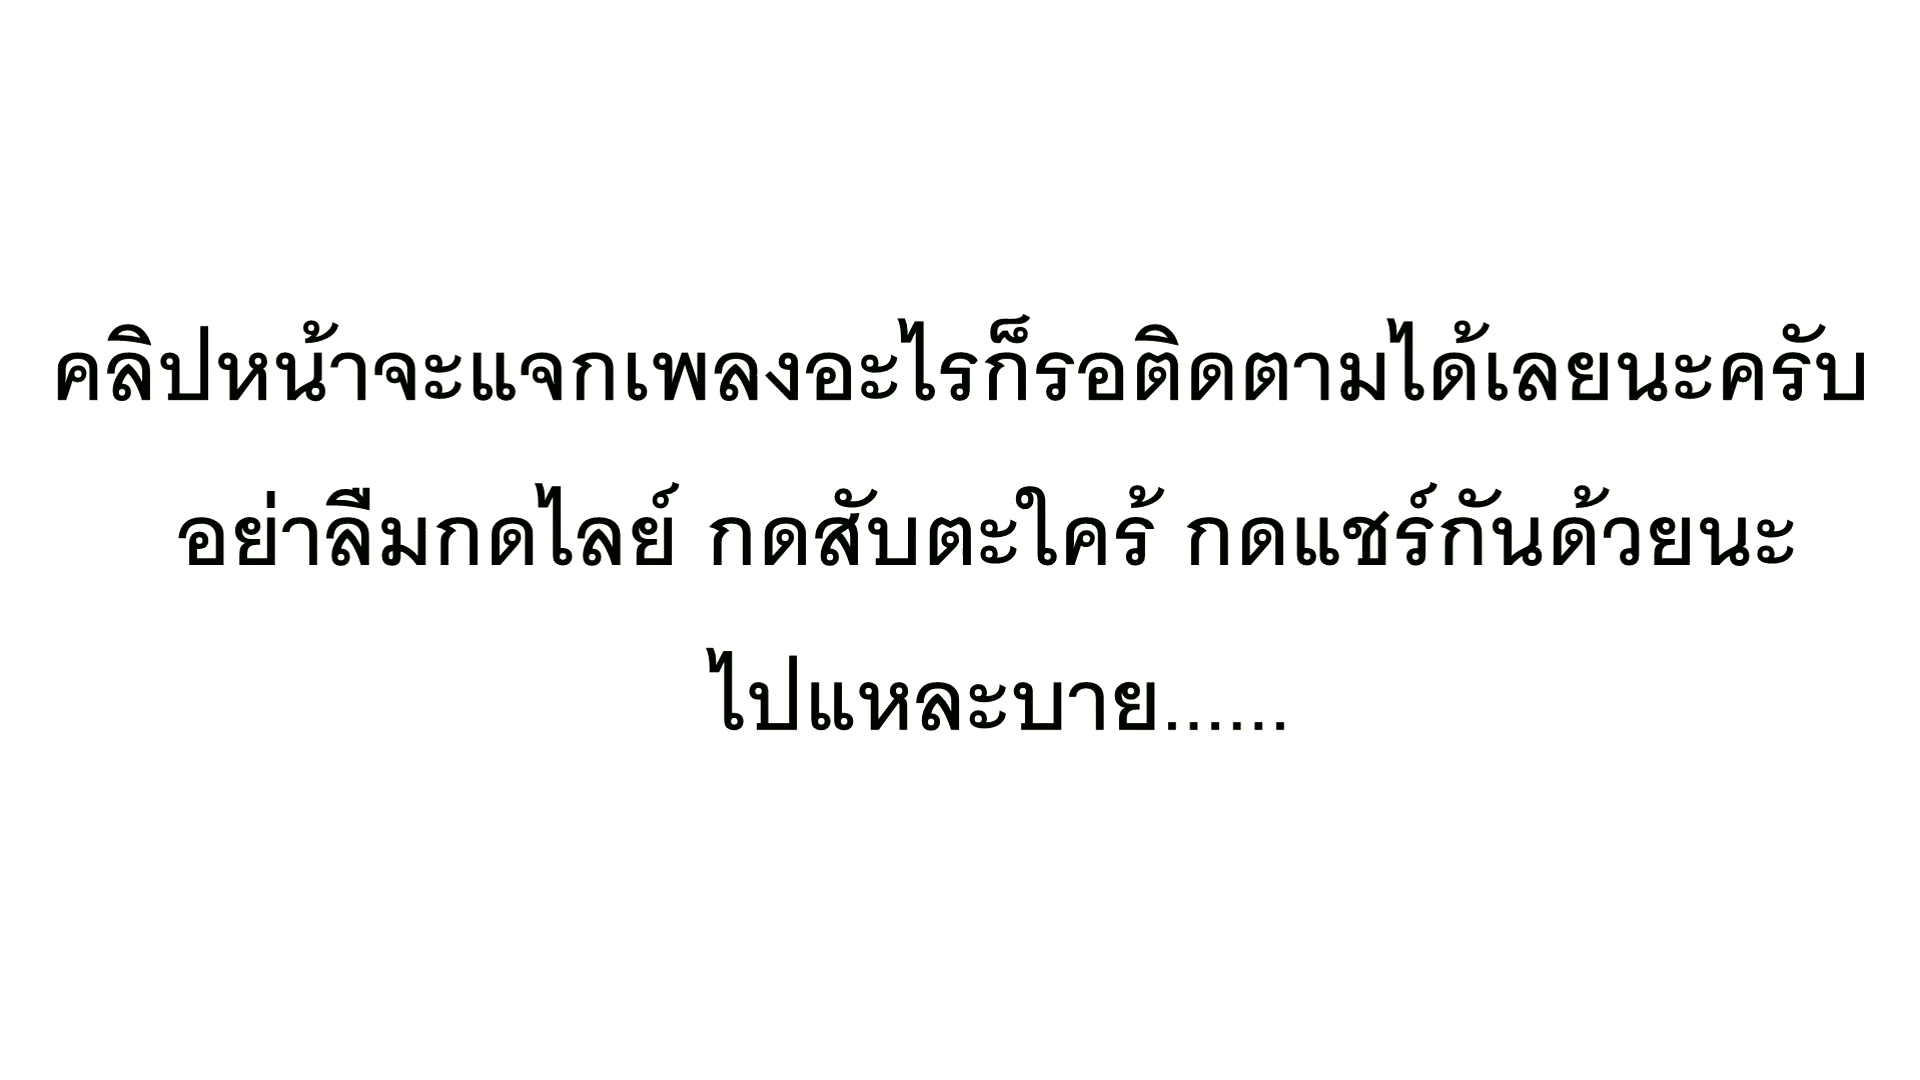 คลิปหน้าจะแจกเพลงอะไรก็รอติดตามได้เลยนะครับ
อย่าลืมกดไลย์ กดสับตะใคร้ กดแชร์กันด้วยนะ
ไปแหละบาย......